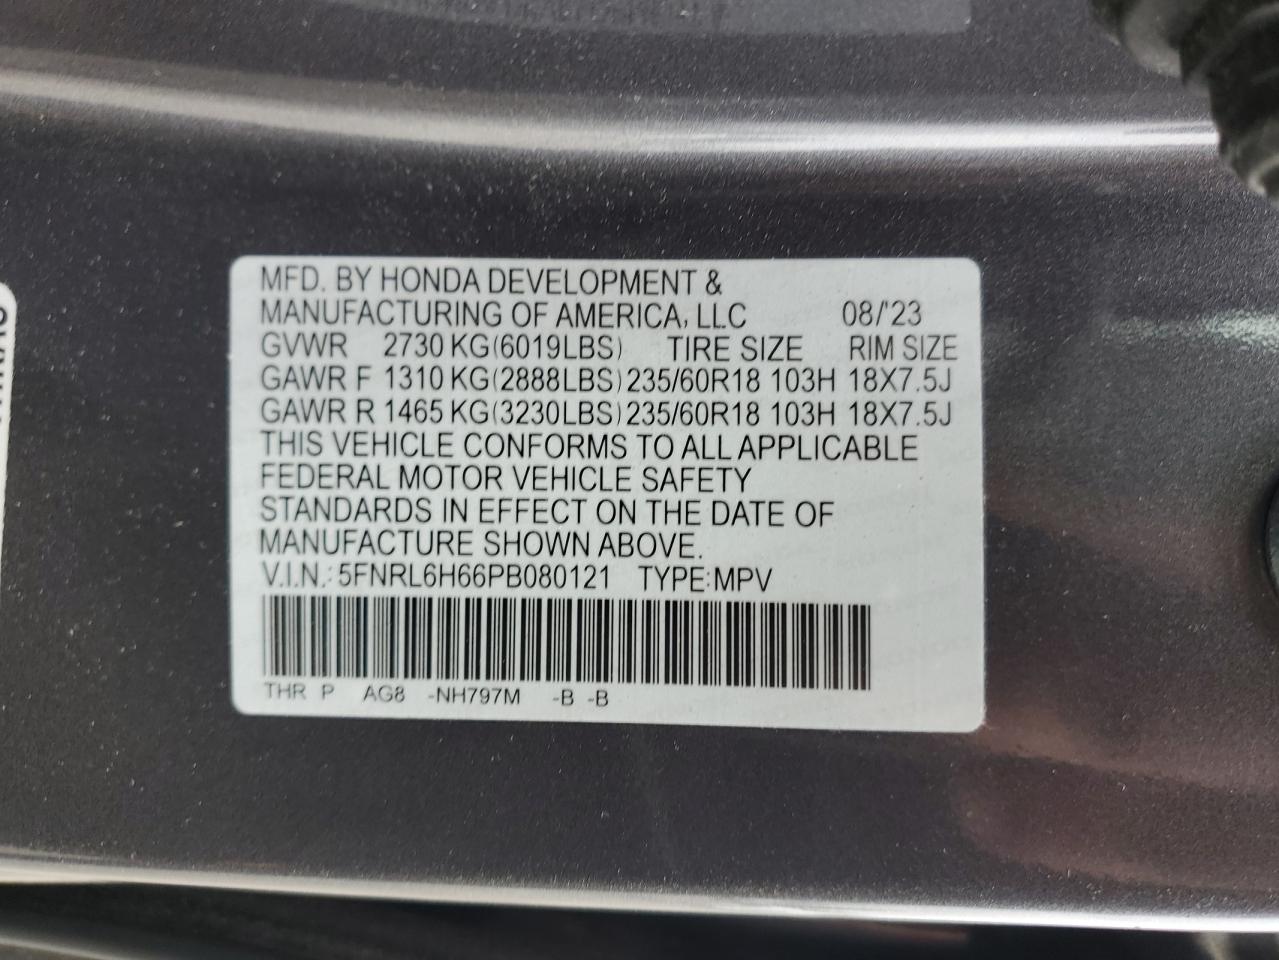 MFD. BY HONDA DEVELOPMENT &
MANUFACTURING OF AMERICA, LLC 08/'23
GVWR 2730 KG(6019LBS) TIRE SIZE RIM SIZE
GAWR F 1310 KG(2888LBS) 235/60R18 103H 18X7.5J
GAWR R 1465 KG(3230LBS) 235/60R18 103H 18X7.5J
THIS VEHICLE CONFORMS TO ALL APPLICABLE
FEDERAL MOTOR VEHICLE SAFETY
STANDARDS IN EFFECT ON THE DATE OF
MANUFACTURE SHOWN ABOVE.
V.I.N.: 5FNRL6H66PB080121 TYPE:MPV
THR P AG8 -NH797M -B -B